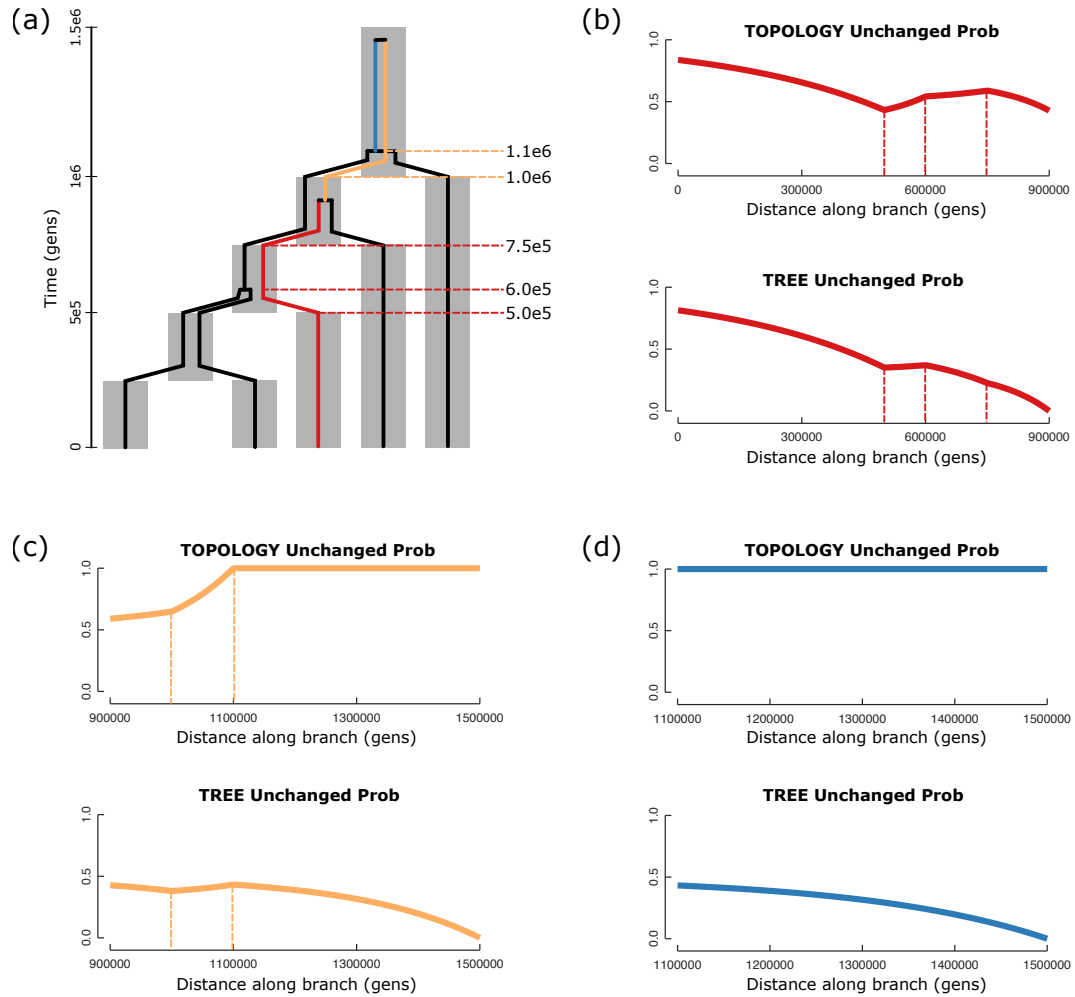 (a)
Time (gens)
1.5e6
1e6
5e5
0
1.1e6
1.0e6
7.5e5
6.0e5
5.0e5
(b)
TOPOLOGY Unchanged Prob
1.0
0.5
0.0
0 300000 600000 900000
Distance along branch (gens)
TREE Unchanged Prob
1.0
0.5
0.0
0 300000 600000 900000
Distance along branch (gens)
(c)
TOPOLOGY Unchanged Prob
1.0
0.5
0.0
900000 1100000 1300000 1500000
Distance along branch (gens)
TREE Unchanged Prob
1.0
0.5
0.0
900000 1100000 1300000 1500000
Distance along branch (gens)
(d)
TOPOLOGY Unchanged Prob
1.0
0.5
0.0
1100000 1200000 1300000 1400000 1500000
Distance along branch (gens)
TREE Unchanged Prob
1.0
0.5
0.0
1100000 1200000 1300000 1400000 1500000
Distance along branch (gens)